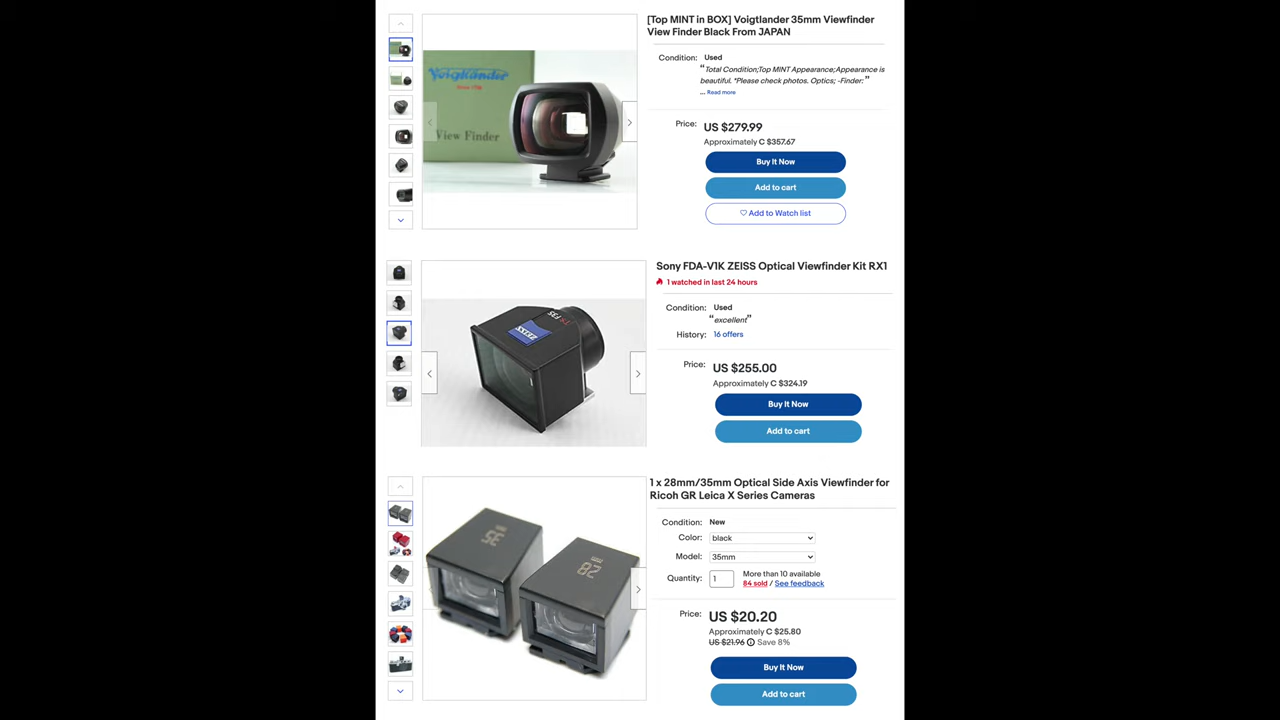 [Top MINT in BOX] Voigtlander 35mm Viewfinder
View Finder Black From JAPAN
Condition: Used
“Total Condition;Top MINT Appearance;Appearance is
beautiful. *Please check photos. Optics; -Finder: ”
... Read more
Voigtländer
Since 1756
View Finder
Price: US $279.99
Approximately C $357.67
Buy It Now
Add to cart
Add to Watch list
Sony FDA-V1K ZEISS Optical Viewfinder Kit RX1
1 watched in last 24 hours
Condition: Used
“excellent”
History: 16 offers
ZEISS
Price: US $255.00
Approximately C $324.19
Buy It Now
Add to cart
1 x 28mm/35mm Optical Side Axis Viewfinder for
Ricoh GR Leica X Series Cameras
Condition: New
Color: black
Model: 35mm
Quantity: 1
More than 10 available
84 sold / See feedback
35
28
Price: US $20.20
Approximately C $25.80
US $21.96 Save 8%
Buy It Now
Add to cart